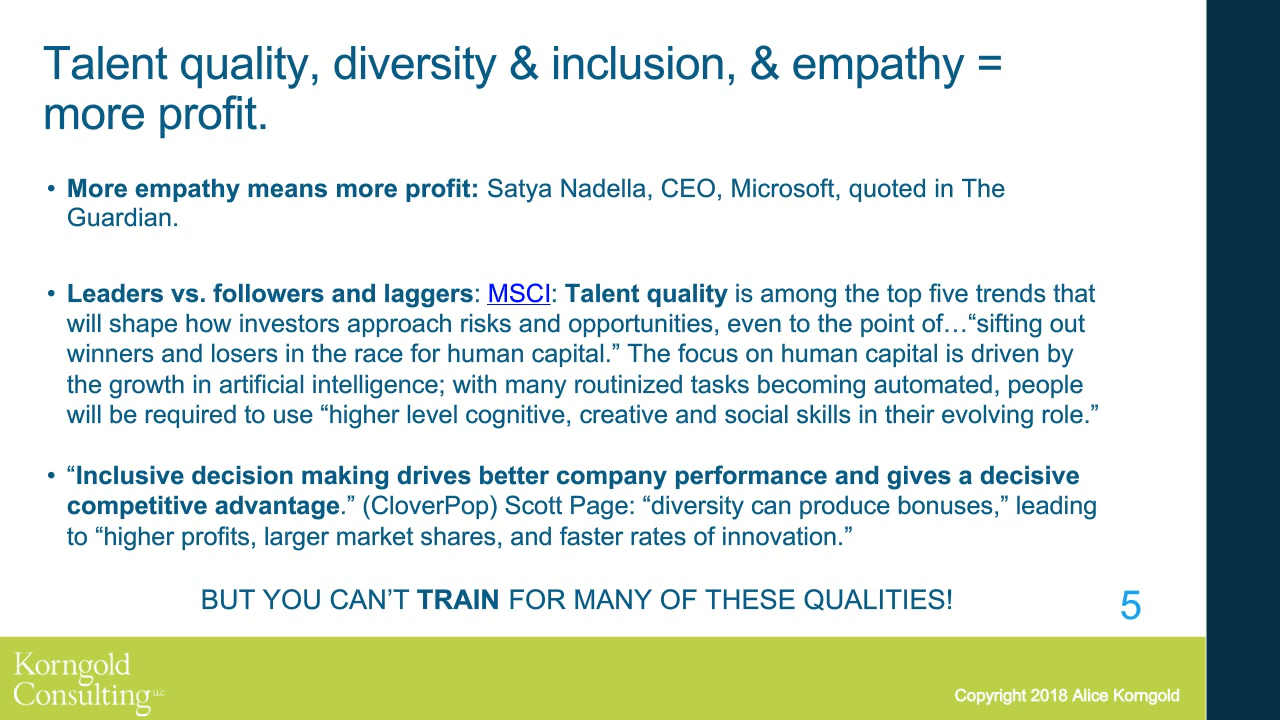 Talent quality, diversity & inclusion, & empathy =
more profit.
• More empathy means more profit: Satya Nadella, CEO, Microsoft, quoted in The
Guardian.
• Leaders vs. followers and laggers: MSCI: Talent quality is among the top five trends that
will shape how investors approach risks and opportunities, even to the point of…“sifting out
winners and losers in the race for human capital.” The focus on human capital is driven by
the growth in artificial intelligence; with many routinized tasks becoming automated, people
will be required to use “higher level cognitive, creative and social skills in their evolving role.”
• “Inclusive decision making drives better company performance and gives a decisive
competitive advantage.” (CloverPop) Scott Page: “diversity can produce bonuses,” leading
to “higher profits, larger market shares, and faster rates of innovation.”
BUT YOU CAN’T TRAIN FOR MANY OF THESE QUALITIES!
5
Korngold
Consulting LLC
Copyright 2018 Alice Korngold